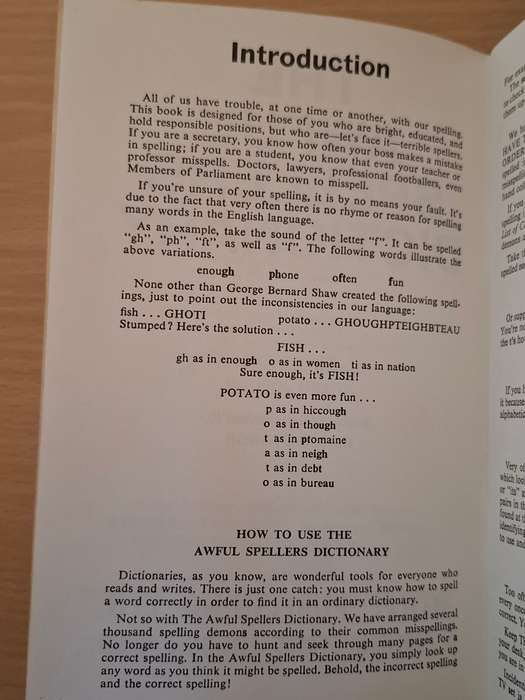 Introduction
All of us have trouble, at one time or another, with our spelling.
This book is designed for those of you who are bright, educated, and
hold responsible positions, but who are—let's face it—terrible spellers.
If you are a secretary, you know how often your boss makes a mistake
in spelling; if you are a student, you know that even your teacher or
professor misspells. Doctors, lawyers, professional footballers, even
Members of Parliament are known to misspell.
If you're unsure of your spelling, it is by no means your fault. It's
due to the fact that very often there is no rhyme or reason for spelling
many words in the English language.
As an example, take the sound of the letter "f". It can be spelled
"gh", "ph", "ft", as well as "f". The following words illustrate the
above variations.
enough phone often fun
None other than George Bernard Shaw created the following spell-
ings, just to point out the inconsistencies in our language:
fish . . . GHOTI potato . . . GHOUGHPTEIGHBTEAU
Stumped? Here's the solution . . .
FISH . . .
gh as in enough o as in women ti as in nation
Sure enough, it's FISH!
POTATO is even more fun . . .
p as in hiccough
o as in though
t as in ptomaine
a as in neigh
t as in debt
o as in bureau
HOW TO USE THE
AWFUL SPELLERS DICTIONARY
Dictionaries, as you know, are wonderful tools for everyone who
reads and writes. There is just one catch: you must know how to spell
a word correctly in order to find it in an ordinary dictionary.
Not so with The Awful Spellers Dictionary. We have arranged several
thousand spelling demons according to their common misspellings.
No longer do you have to hunt and seek through many pages for a
correct spelling. In the Awful Spellers Dictionary, you simply look up
any word as you think it might be spelled. Behold, the incorrect spelling
and the correct spelling!